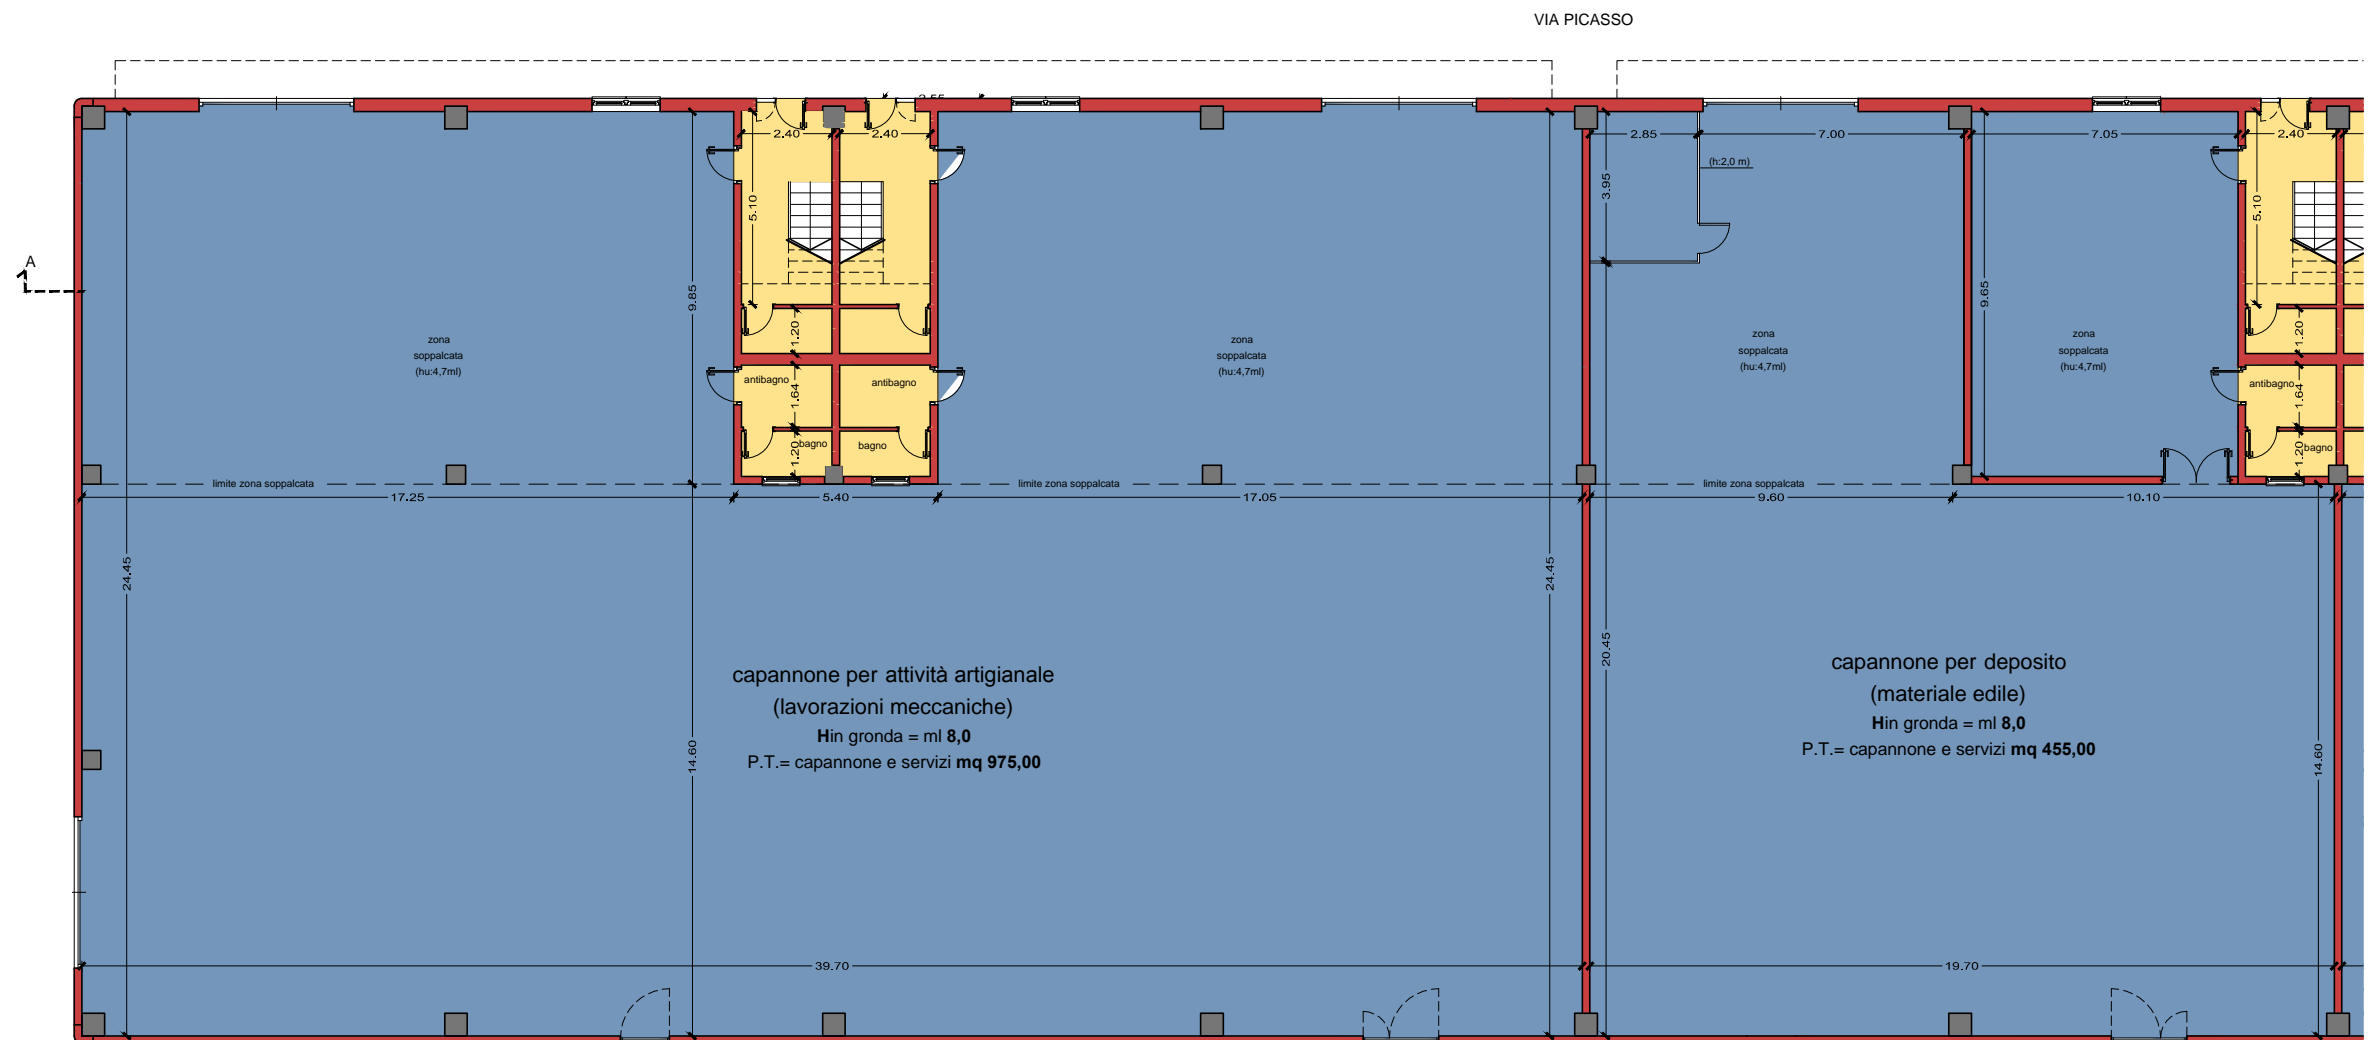 VIA PICASSO
2.40
2.40
2.85
7.00
7.05
2.40
(h:2,0 m)
3.95
5.10
5.10
A
9.85
9.65
1.20
1.20
zona
soppalcata
(hu:4,7ml)
zona
soppalcata
(hu:4,7ml)
zona
soppalcata
(hu:4,7ml)
zona
soppalcata
(hu:4,7ml)
antibagno
antibagno
antibagno
1.64
1.64
bagno
bagno
bagno
1.20
1.20
limite zona soppalcata
limite zona soppalcata
limite zona soppalcata
17.25
5.40
17.05
9.60
10.10
24.45
24.45
20.45
capannone per attività artigianale
(lavorazioni meccaniche)
Hin gronda = ml 8,0
P.T.= capannone e servizi mq 975,00
capannone per deposito
(materiale edile)
Hin gronda = ml 8,0
P.T.= capannone e servizi mq 455,00
14.60
14.60
39.70
19.70